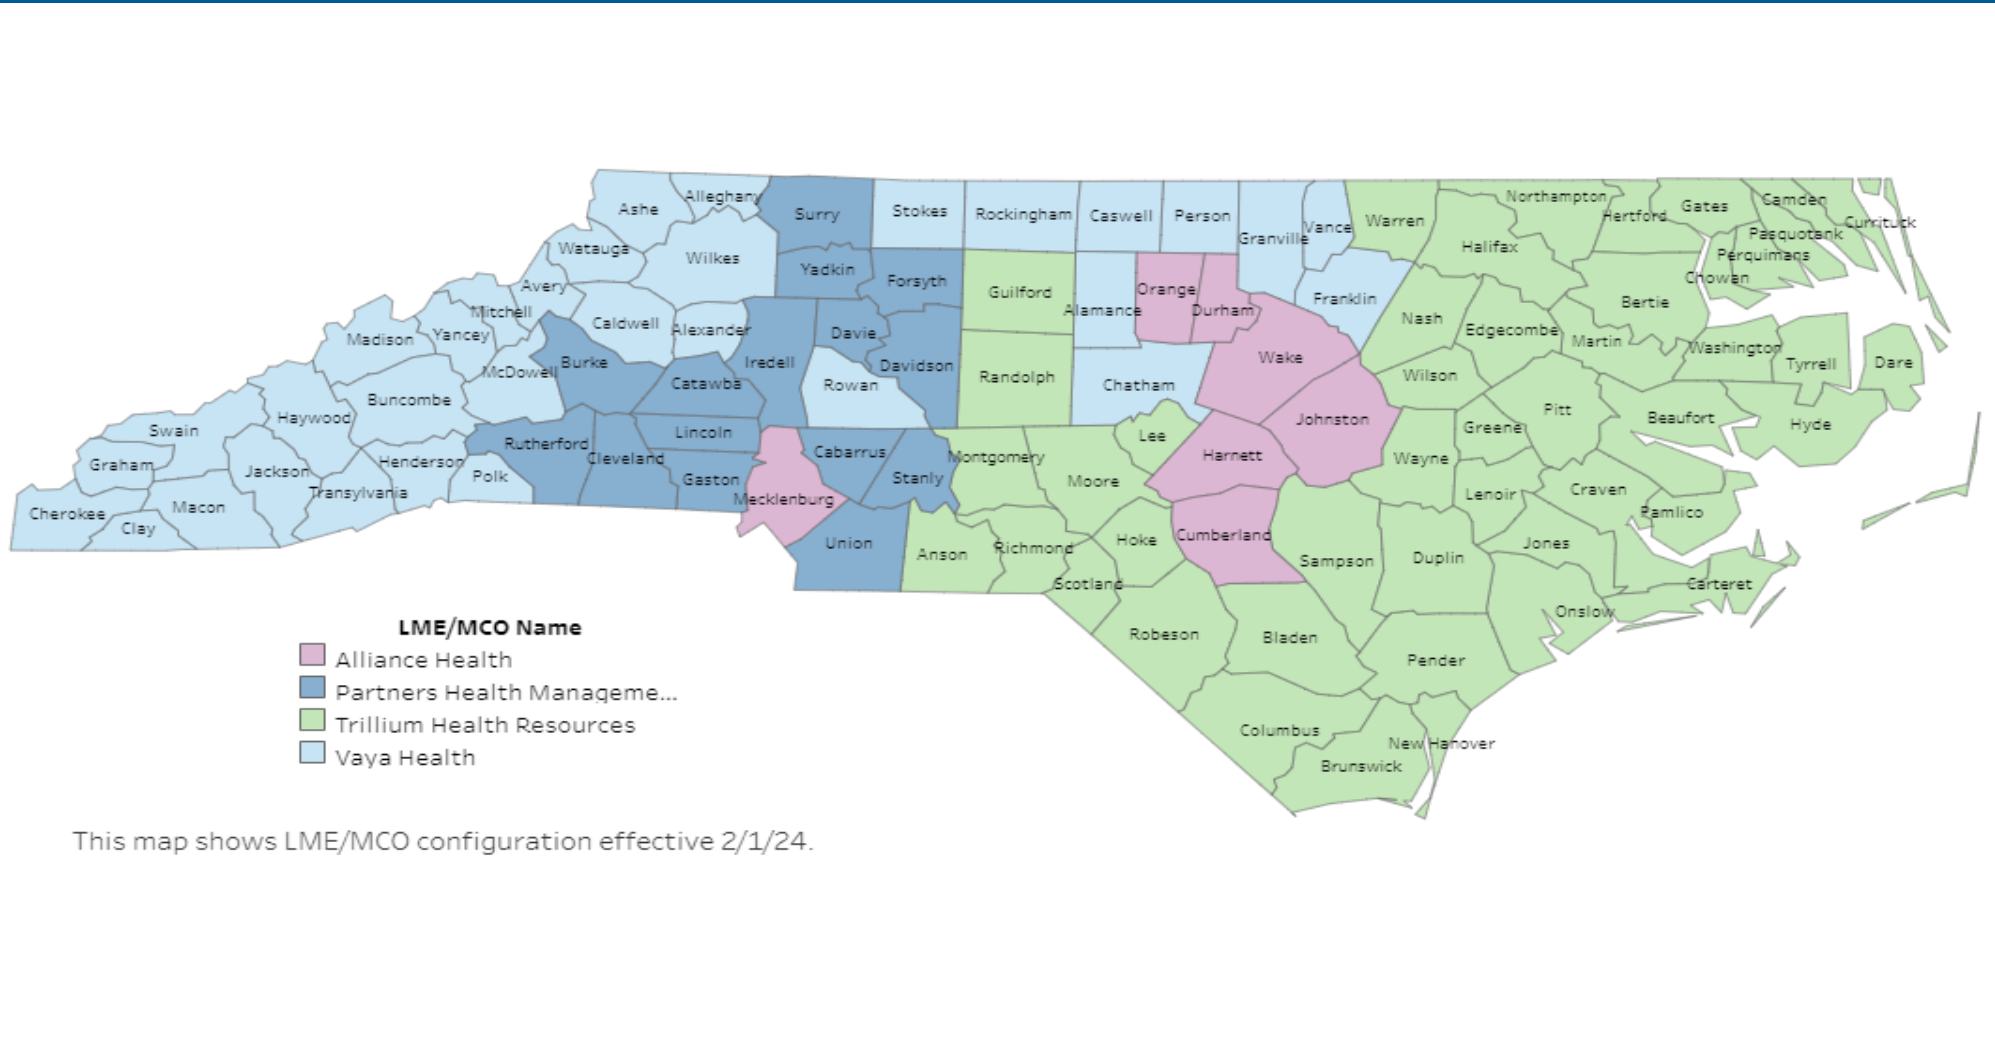 Alleghany
Ashe
Surry
Stokes
Rockingham
Caswell
Person
Granville
Vance
Warren
Northampton
Hertford
Gates
Camden
Currituck
Pasquotank
Perquimans
Chowan
Halifax
Watauga
Wilkes
Yadkin
Forsyth
Guilford
Alamance
Orange
Durham
Franklin
Nash
Edgecombe
Bertie
Martin
Washington
Tyrrell
Dare
Avery
Mitchell
Yancey
Madison
Caldwell
Alexander
Iredell
Davie
Davidson
Randolph
Chatham
Wake
Wilson
McDowell
Burke
Catawba
Rowan
Johnston
Pitt
Beaufort
Hyde
Buncombe
Haywood
Swain
Graham
Jackson
Macon
Cherokee
Clay
Transylvania
Henderson
Polk
Rutherford
Cleveland
Lincoln
Gaston
Mecklenburg
Cabarrus
Stanly
Union
Montgomery
Moore
Lee
Harnett
Wayne
Greene
Lenoir
Craven
Pamlico
Anson
Richmond
Scotland
Hoke
Cumberland
Sampson
Duplin
Jones
Carteret
Onslow
Robeson
Bladen
Pender
Columbus
Brunswick
New Hanover
LME/MCO Name
Alliance Health
Partners Health Manageme...
Trillium Health Resources
Vaya Health
This map shows LME/MCO configuration effective 2/1/24.